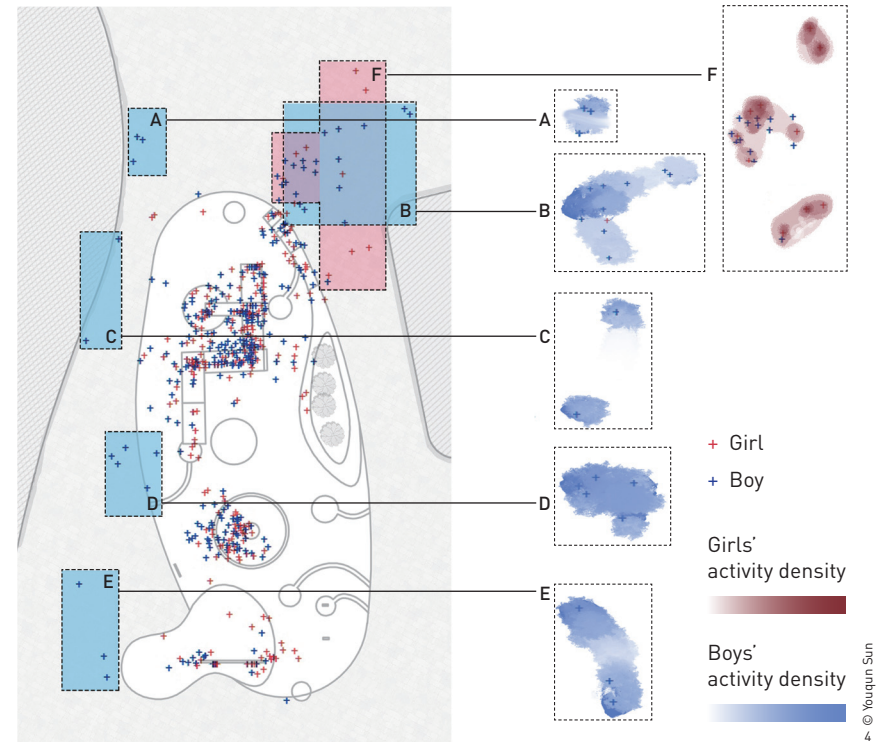 F
A
B
C
D
E
F
A
B
C
D
E
+ Girl
+ Boy
Girls’
activity density
Boys’
activity density
© Youqun Sun
4